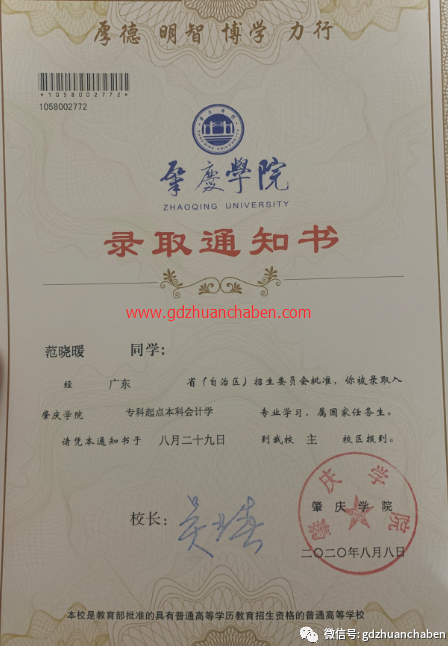 厚德 明智 博学 力行
*1058002772*
1058002772
肇慶學院
ZHAOQING UNIVERSITY
录取通知书
www.gdzhuanchaben.com
范晓暖 同学：
经 广东 省（自治区）招生委员会批准，你被录取入
肇庆学院 专科起点本科会计学 专业学习，属国家任务生。
请凭本通知书于 八月二十九日 到我校 主 校区报到。
校长：
肇庆学院
肇庆学院
二〇二〇年八月八日
本校是教育部批准的具有普通高等学历教育招生资格的普通高等学校
微信号: gdzhuanchaben